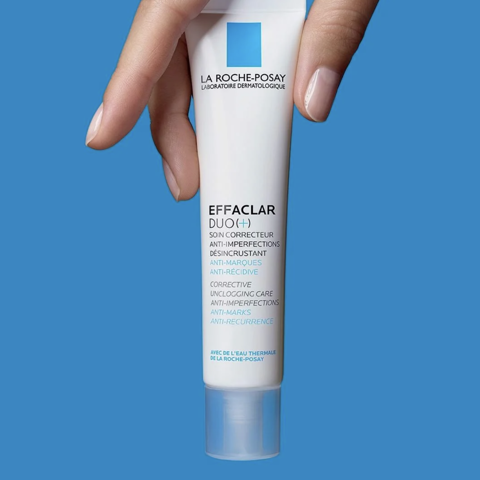 LA ROCHE-POSAY
LABORATOIRE DERMATOLOGIQUE
EFFACLAR
DUO(+)
SOIN CORRECTEUR
ANTI-IMPERFECTIONS
DÉSINCRUSTANT
ANTI-MARQUES
ANTI-RÉCIDIVE
CORRECTIVE
UNCLOGGING CARE
ANTI-IMPERFECTIONS
ANTI-MARKS
ANTI-RECURRENCE
AVEC DE L'EAU THERMALE
DE LA ROCHE-POSAY